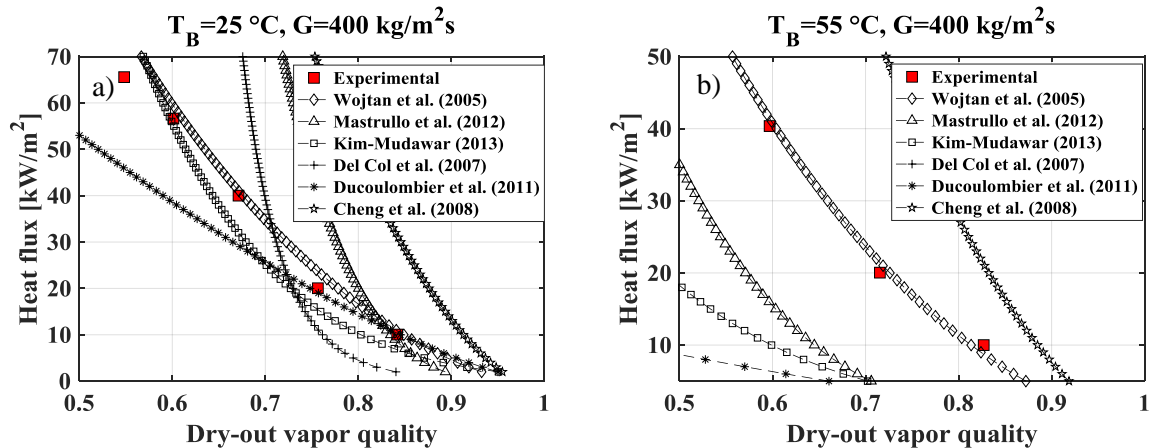 T_B=25 °C, G=400 kg/m²s
a)
Heat flux [kW/m²]
70
60
50
40
30
20
10
0
0.5 0.6 0.7 0.8 0.9 1
Dry-out vapor quality
Experimental
Wojtan et al. (2005)
Mastrullo et al. (2012)
Kim-Mudawar (2013)
Del Col et al. (2007)
Ducoulombier et al. (2011)
Cheng et al. (2008)
T_B=55 °C, G=400 kg/m²s
b)
Heat flux [kW/m²]
50
40
30
20
10
0.5 0.6 0.7 0.8 0.9 1
Dry-out vapor quality
Experimental
Wojtan et al. (2005)
Mastrullo et al. (2012)
Kim-Mudawar (2013)
Del Col et al. (2007)
Ducoulombier et al. (2011)
Cheng et al. (2008)